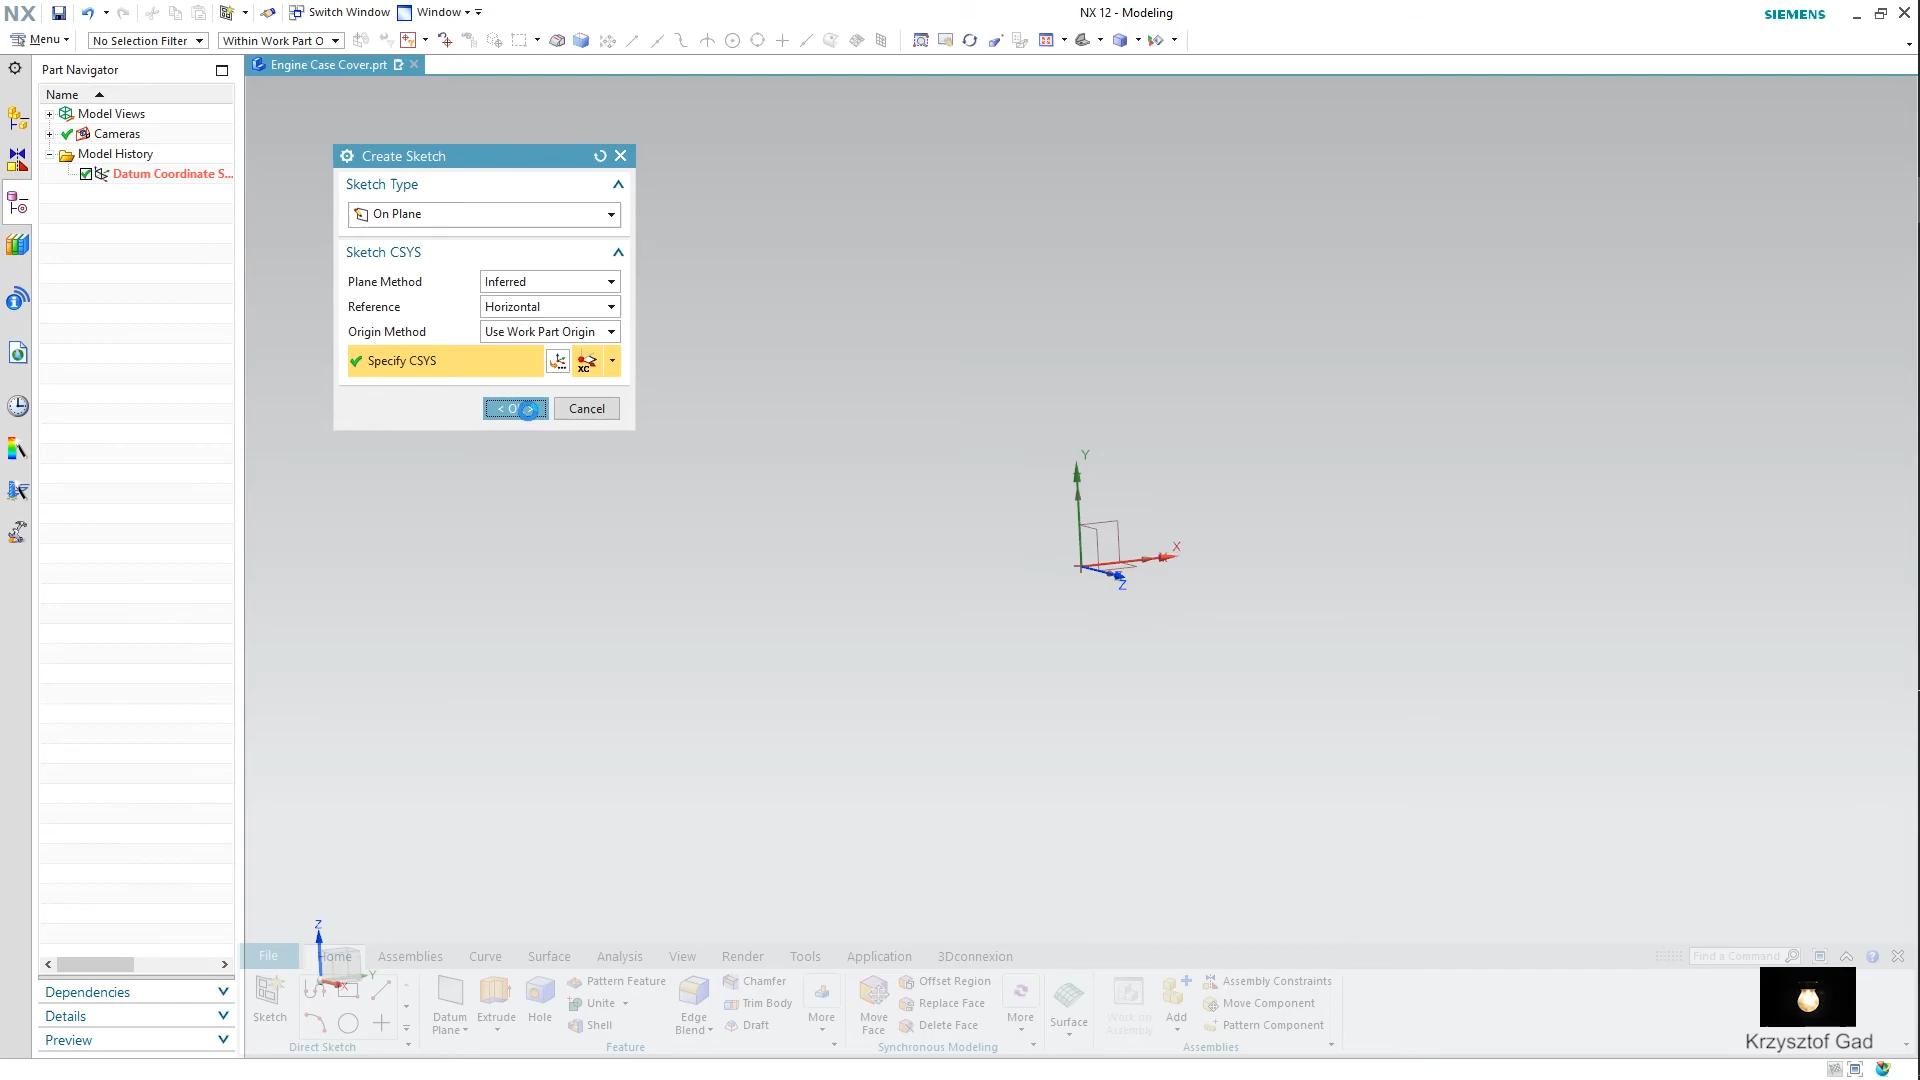 NX
Switch Window
Window
NX 12 - Modeling
SIEMENS
Menu
No Selection Filter
Within Work Part O
Part Navigator
Engine Case Cover.prt
Name
Model Views
Cameras
Model History
Datum Coordinate S...
Create Sketch
Sketch Type
On Plane
Sketch CSYS
Plane Method
Inferred
Reference
Horizontal
Origin Method
Use Work Part Origin
Specify CSYS
XC
Cancel
Y
X
Z
Z
Y
X
File
Home
Assemblies
Curve
Surface
Analysis
View
Render
Tools
Application
3Dconnexion
Find a Command
Sketch
Direct Sketch
Datum
Plane
Extrude
Hole
Pattern Feature
Unite
Shell
Edge
Blend
Chamfer
Trim Body
Draft
More
Feature
Move
Face
Offset Region
Replace Face
Delete Face
More
Synchronous Modeling
Surface
Work on
Assembly
Add
Assembly Constraints
Move Component
Pattern Component
Assemblies
Dependencies
Details
Preview
Krzysztof Gad